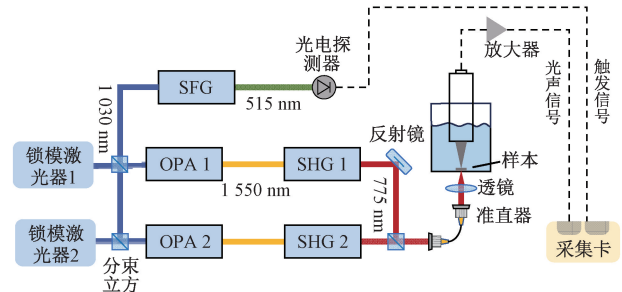 光电探
测器
放大器
光声信号
触发信号
SFG
515 nm
1 030 nm
反射镜
锁模激
光器1
OPA 1
1 550 nm
SHG 1
775 nm
样本
透镜
准直器
锁模激
光器2
OPA 2
SHG 2
分束
立方
采集卡